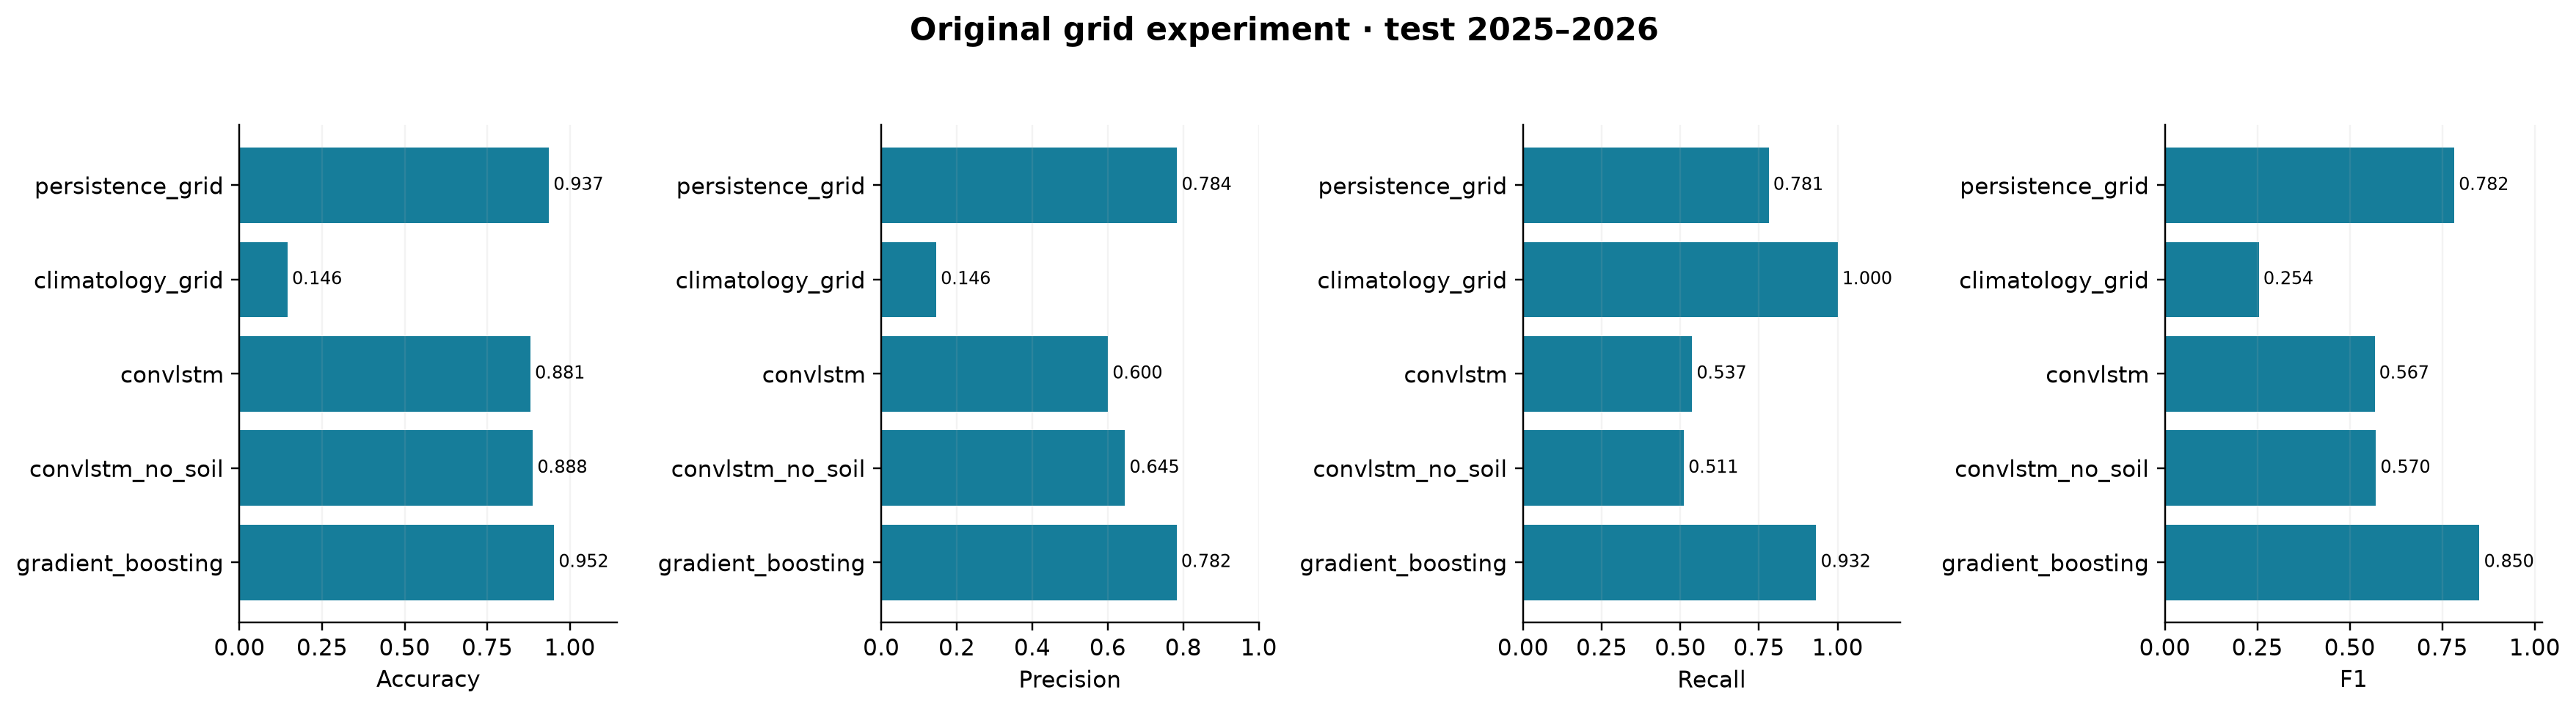 Original grid experiment · test 2025–2026
persistence_grid
climatology_grid
convlstm
convlstm_no_soil
gradient_boosting
0.937
0.146
0.881
0.888
0.952
0.00 0.25 0.50 0.75 1.00
Accuracy
persistence_grid
climatology_grid
convlstm
convlstm_no_soil
gradient_boosting
0.784
0.146
0.600
0.645
0.782
0.0 0.2 0.4 0.6 0.8 1.0
Precision
persistence_grid
climatology_grid
convlstm
convlstm_no_soil
gradient_boosting
0.781
1.000
0.537
0.511
0.932
0.00 0.25 0.50 0.75 1.00
Recall
persistence_grid
climatology_grid
convlstm
convlstm_no_soil
gradient_boosting
0.782
0.254
0.567
0.570
0.850
0.00 0.25 0.50 0.75 1.00
F1